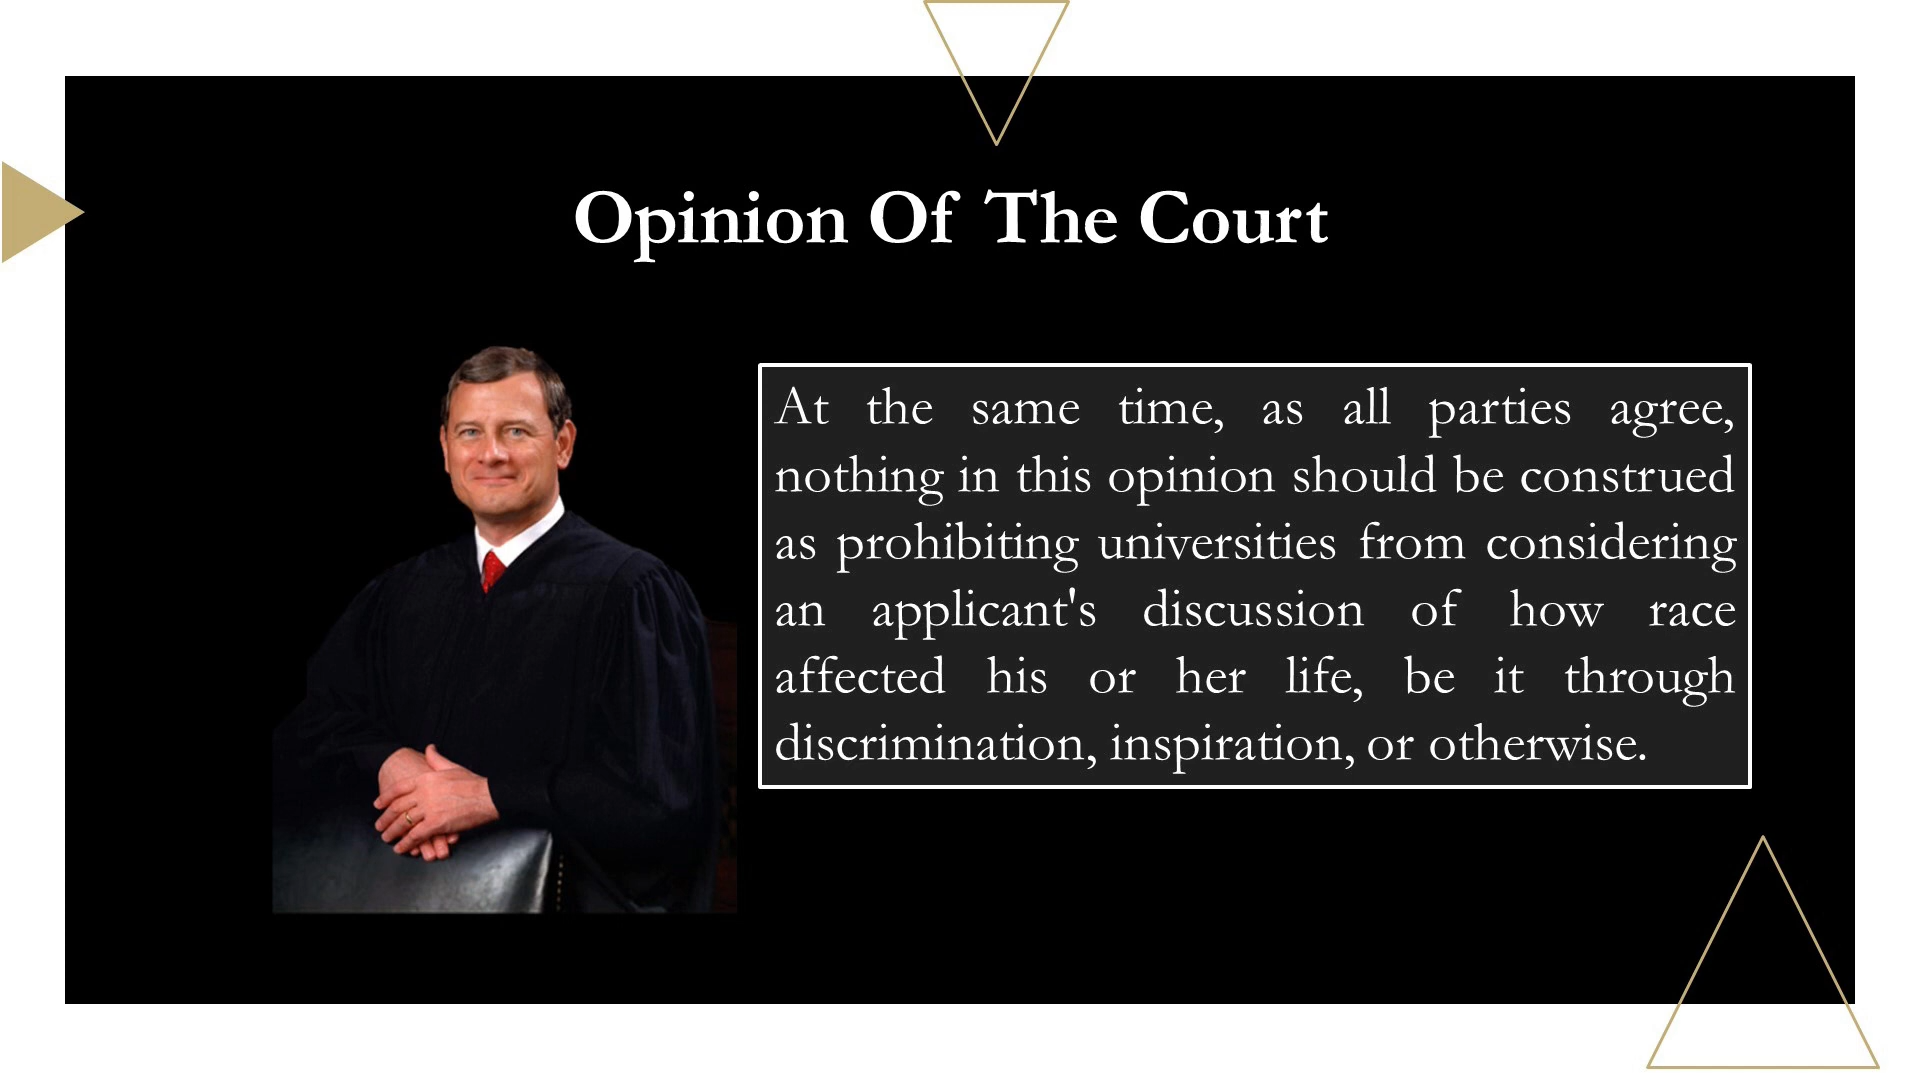 Opinion Of The Court
At the same time, as all parties agree,
nothing in this opinion should be construed
as prohibiting universities from considering
an applicant's discussion of how race
affected his or her life, be it through
discrimination, inspiration, or otherwise.